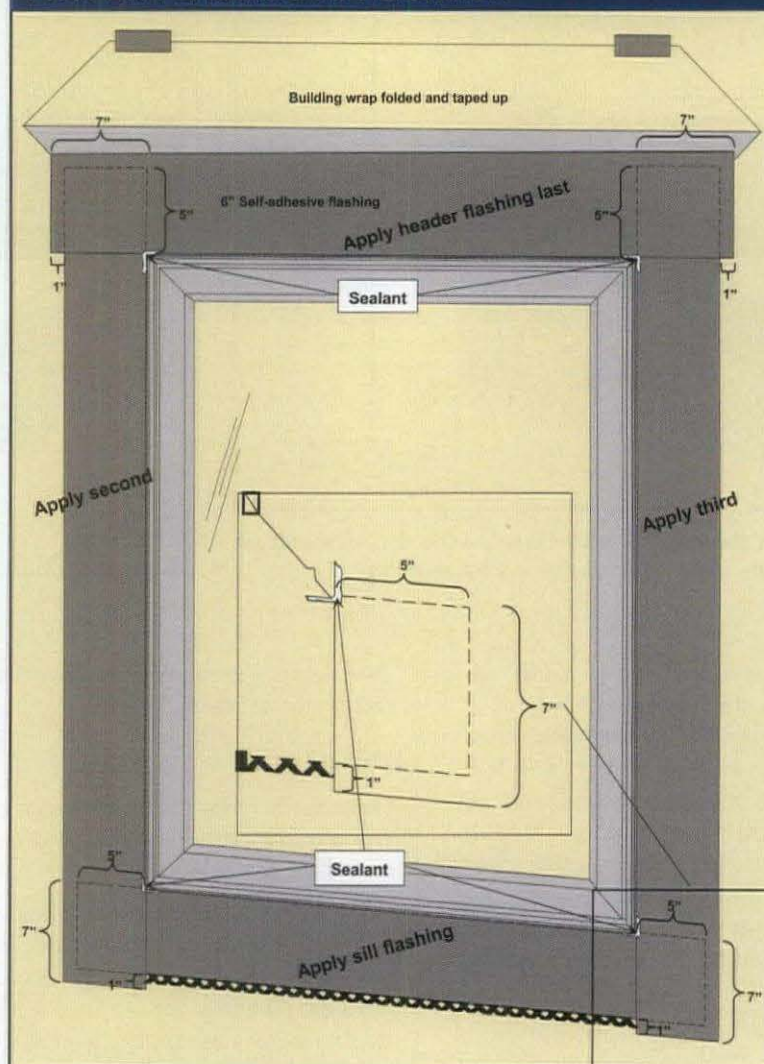 Building wrap folded and taped up
7"
7"
5"
6" Self-adhesive flashing
Apply header flashing last
5"
1"
1"
Sealant
Apply second
Apply third
5"
7"
1"
Sealant
5"
5"
7"
Apply sill flashing
7"
1"
1"